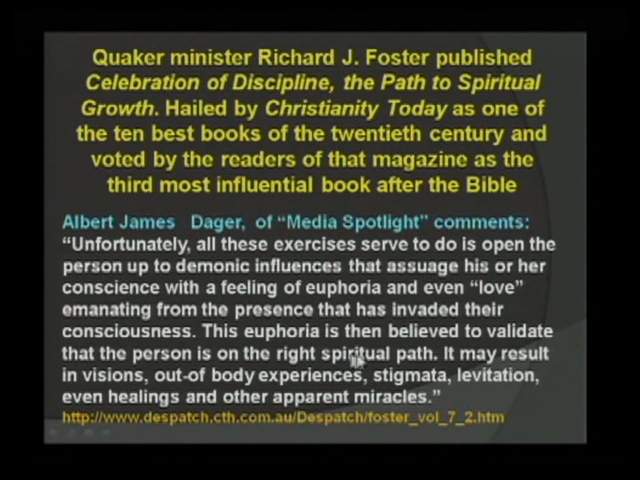 Quaker minister Richard J. Foster published
Celebration of Discipline, the Path to Spiritual
Growth. Hailed by Christianity Today as one of
the ten best books of the twentieth century and
voted by the readers of that magazine as the
third most influential book after the Bible
Albert James Dager, of “Media Spotlight” comments:
“Unfortunately, all these exercises serve to do is open the
person up to demonic influences that assuage his or her
conscience with a feeling of euphoria and even “love”
emanating from the presence that has invaded their
consciousness. This euphoria is then believed to validate
that the person is on the right spiritual path. It may result
in visions, out-of body experiences, stigmata, levitation,
even healings and other apparent miracles.”
http://www.despatch.cth.com.au/Despatch/foster_vol_7_2.htm